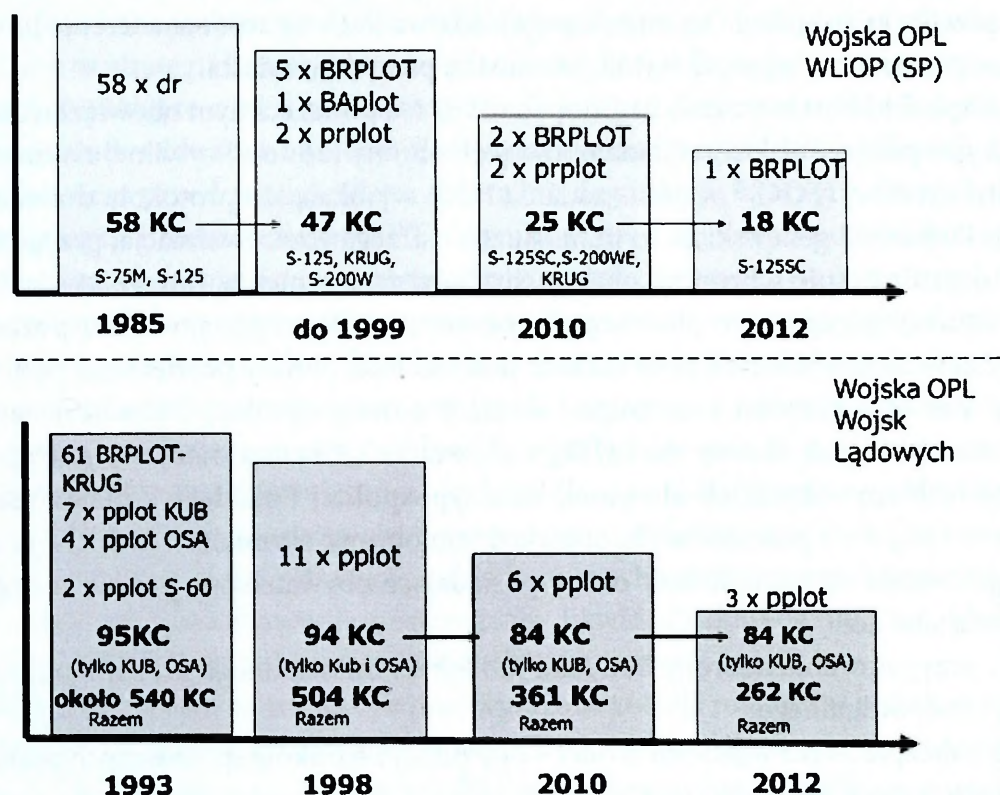 Wojska OPL
WLiOP (SP)
58 x dr
58 KC
S-75M, S-125
3 x BRPLOT
1 x BAplot
2 x prplot
47 KC
S-125, KRUG,
S-200W
2 x BRPLOT
2 x prplot
25 KC
S-125SC,S-200WE,
KRUG
1 x BRPLOT
18 KC
S-125SC
1985
do 1999
2010
2012
Wojska OPL
Wojsk
Lądowych
61 BRPLOT-
KRUG
7 x pplot KUB
4 x pplot OSA
2 x pplot S-60
95KC
(tylko KUB, OSA)
około 540 KC
Razem
11 x pplot
94 KC
(tylko Kub i OSA)
504 KC
Razem
6 x pplot
84 KC
(tylko KUB, OSA)
361 KC
Razem
3 x pplot
84 KC
(tylko KUB, OSA)
262 KC
Razem
1993
1998
2010
2012